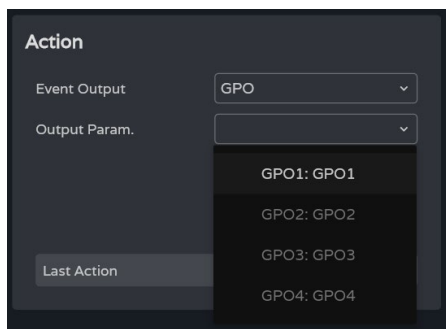 Action
Event Output GPO
Output Param.
GPO1: GPO1
GPO2: GPO2
GPO3: GPO3
Last Action
GPO4: GPO4